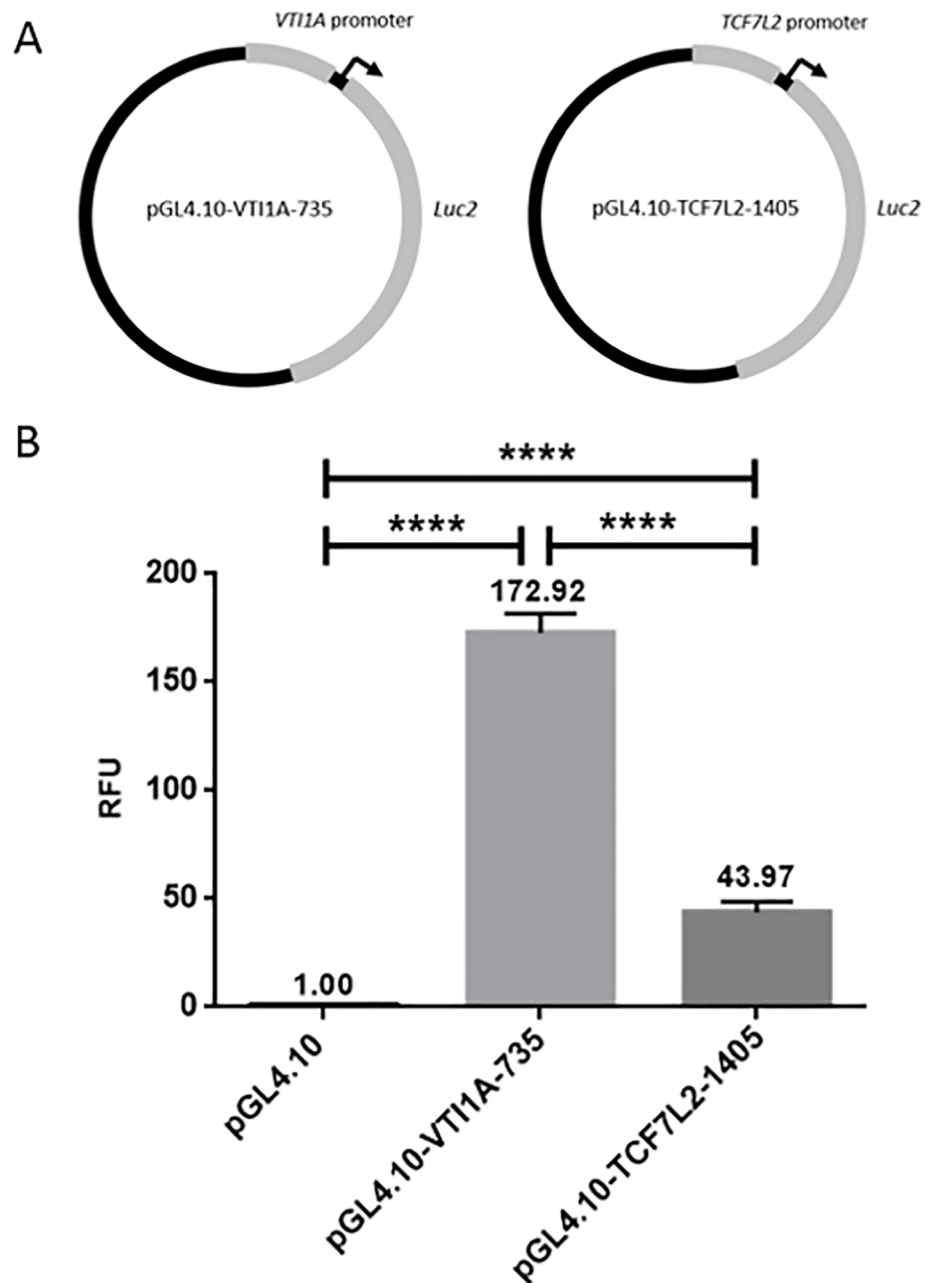 A
VTI1A promoter
TCF7L2 promoter
pGL4.10-VTI1A-735
Luc2
pGL4.10-TCF7L2-1405
Luc2
B
****
**** ****
200
150
100
50
0
RFU
172.92
43.97
1.00
pGL4.10
pGL4.10-VTI1A-735
pGL4.10-TCF7L2-1405